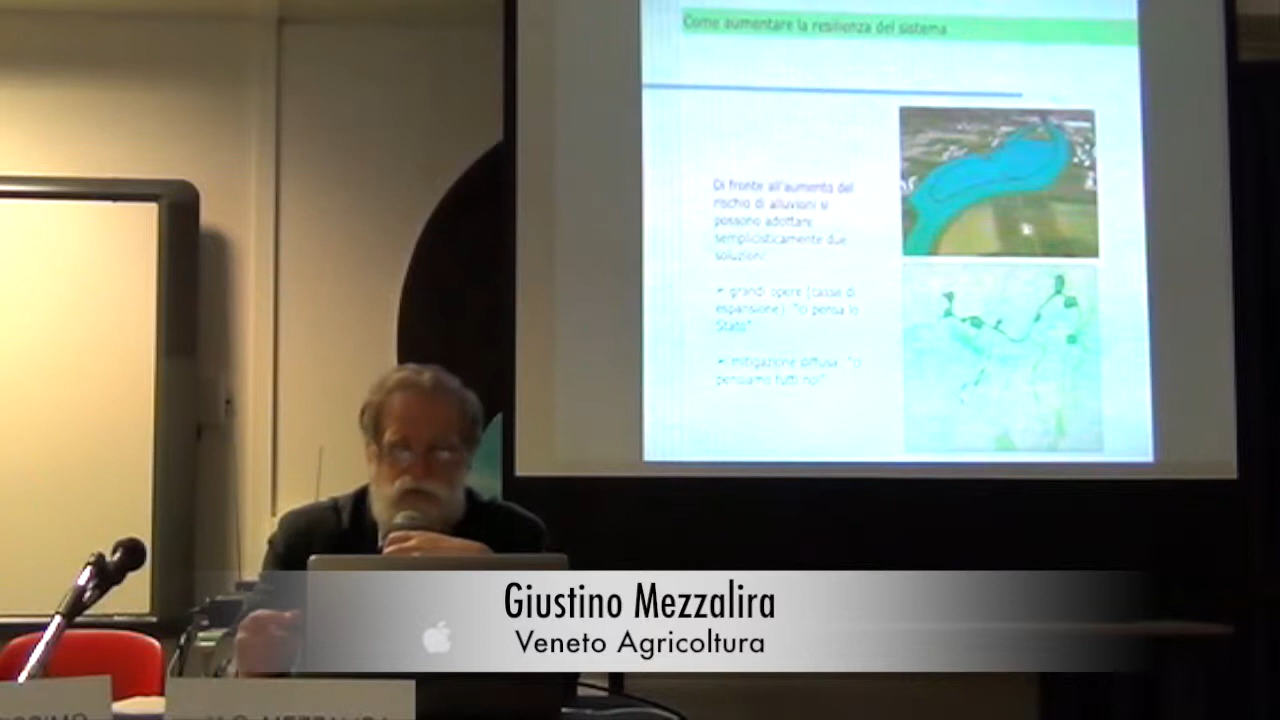 Come aumentare la resilienza del sistema
Di fronte all'aumento del
rischio di alluvioni si
possono adottare
semplicisticamente due
soluzioni:
grandi opere (casse di
espansione): "ci pensa lo
Stato"
mitigazione diffusa: "ci
pensiamo tutti noi"
Giustino Mezzalira
Veneto Agricoltura
MEZZALIRA